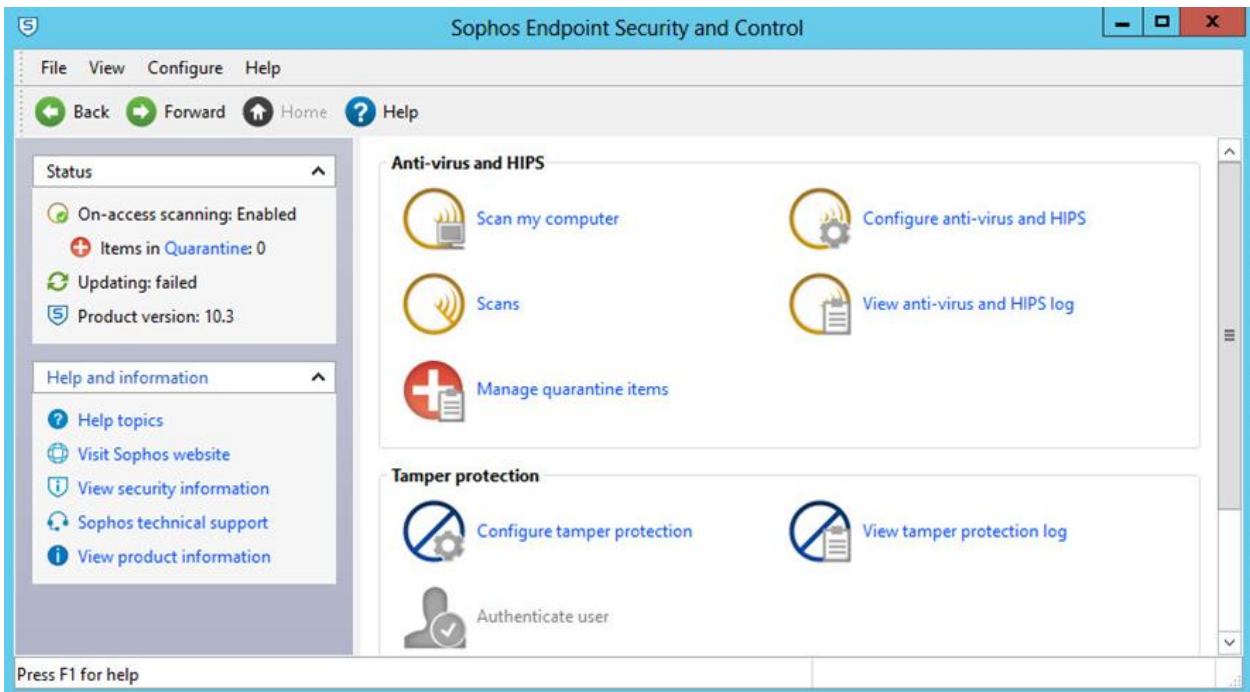 Sophos Endpoint Security and Control
File View Configure Help
Back Forward Home Help
Status
On-access scanning: Enabled
Items in Quarantine: 0
Updating: failed
Product version: 10.3
Help and information
Help topics
Visit Sophos website
View security information
Sophos technical support
View product information
Anti-virus and HIPS
Scan my computer
Configure anti-virus and HIPS
Scans
View anti-virus and HIPS log
Manage quarantine items
Tamper protection
Configure tamper protection
View tamper protection log
Authenticate user
Press F1 for help